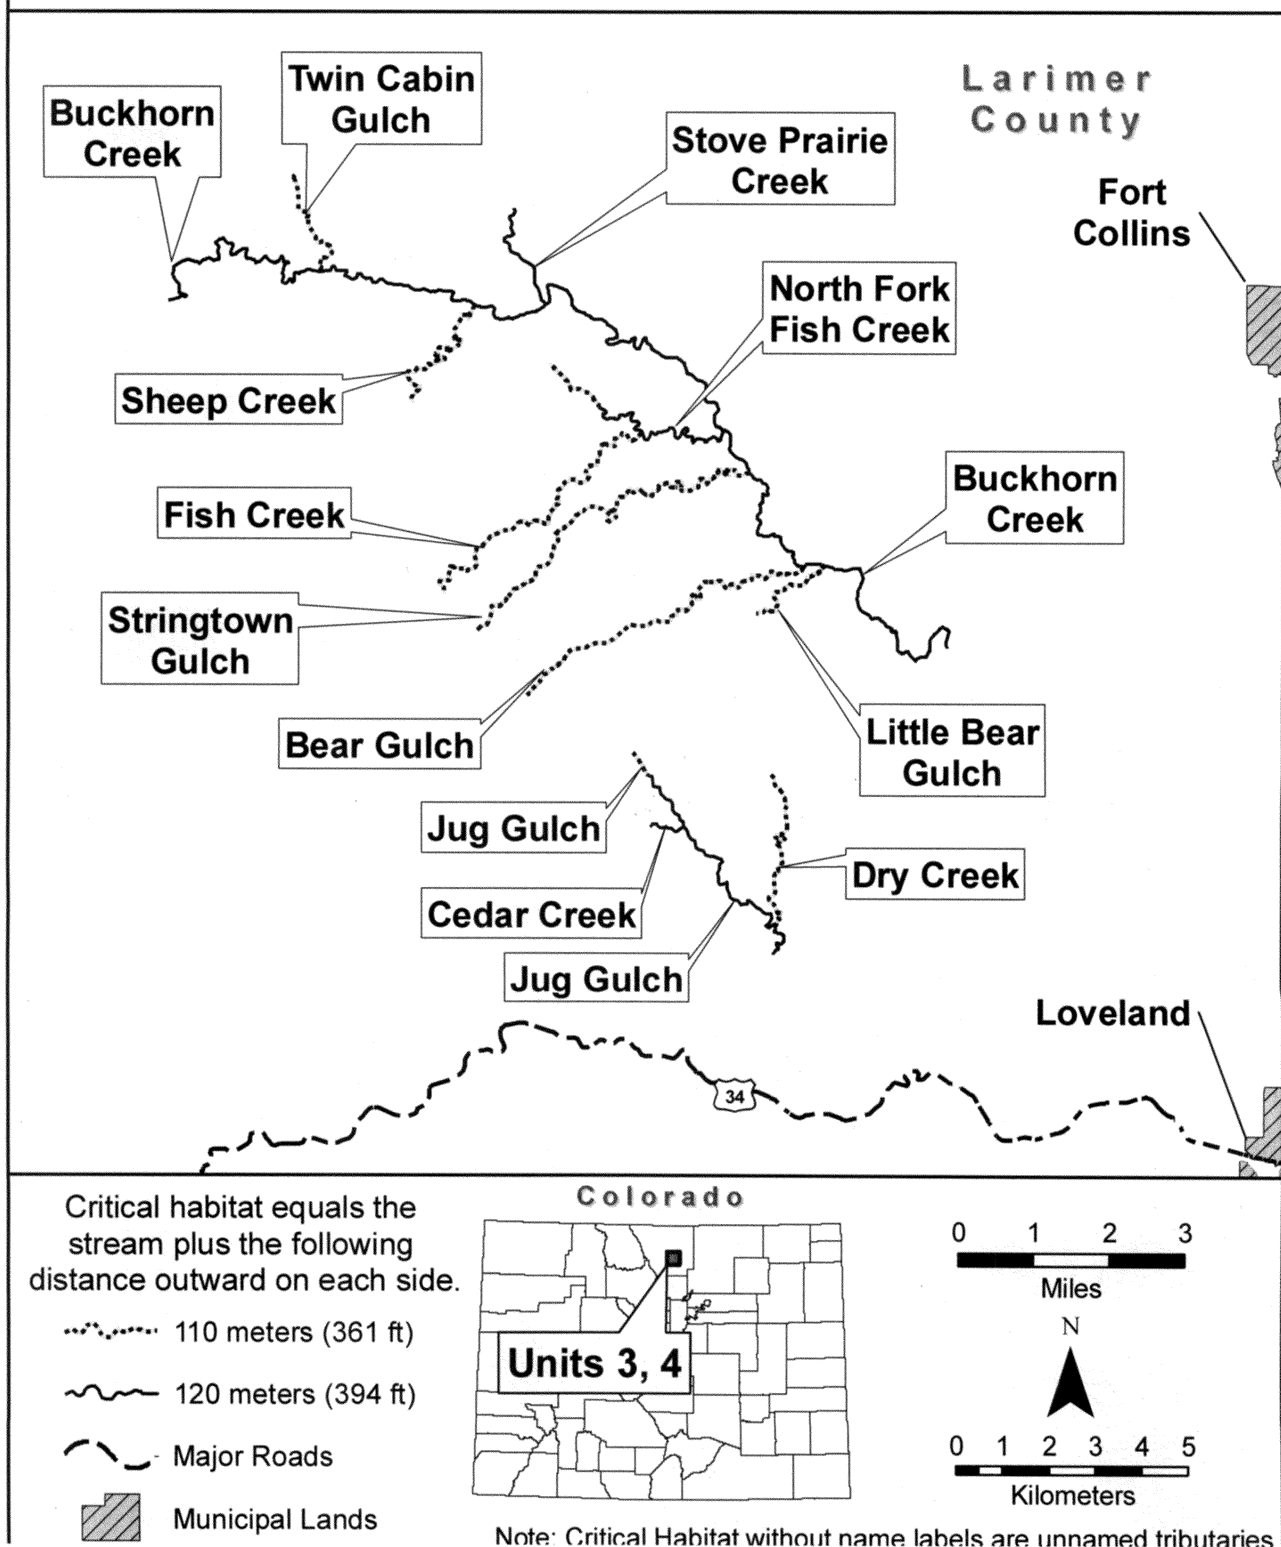 Larimer
County
Twin Cabin
Gulch
Buckhorn
Creek
Stove Prairie
Creek
Fort
Collins
North Fork
Fish Creek
Sheep Creek
Buckhorn
Creek
Fish Creek
Stringtown
Gulch
Bear Gulch
Little Bear
Gulch
Jug Gulch
Dry Creek
Cedar Creek
Jug Gulch
Loveland
34
Critical habitat equals the
stream plus the following
distance outward on each side.
110 meters (361 ft)
120 meters (394 ft)
Major Roads
Municipal Lands
Colorado
Units 3, 4
0 1 2 3
Miles
N
0 1 2 3 4 5
Kilometers
Note: Critical Habitat without name labels are unnamed tributaries